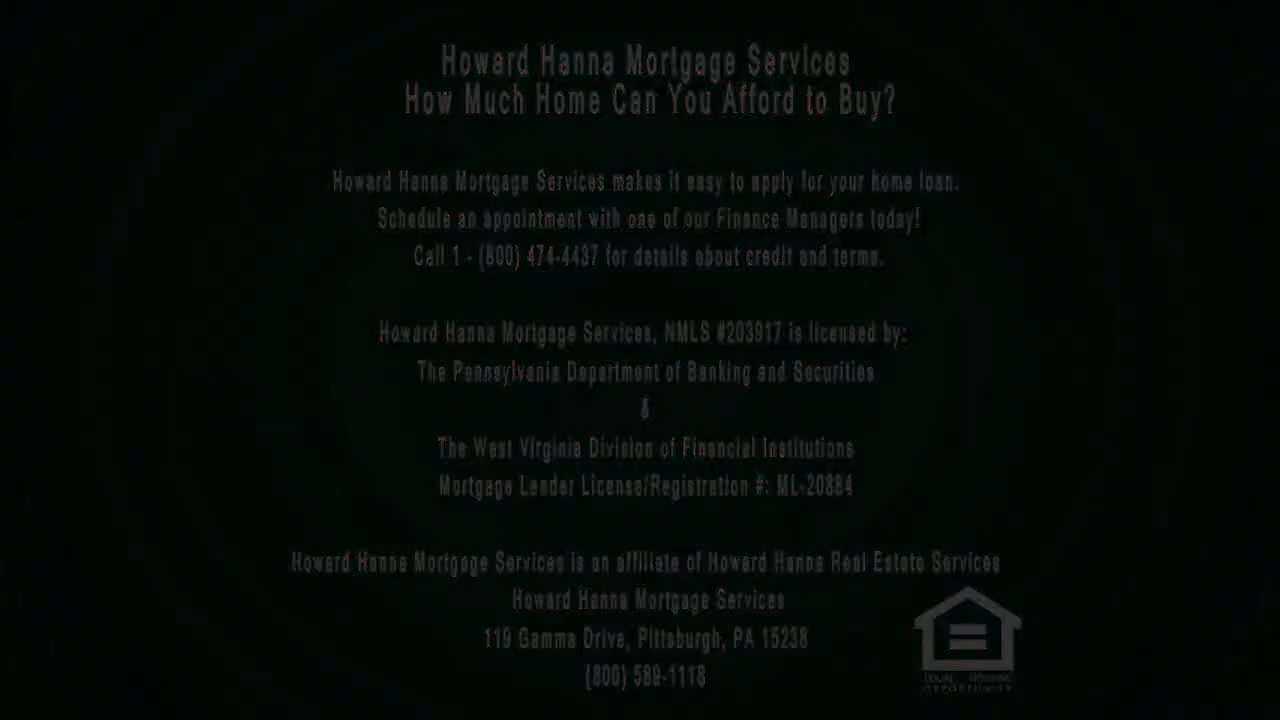 Howard Hanna Mortgage Services
How Much Home Can You Afford to Buy?
Howard Hanna Mortgage Services makes it easy to apply for your home loan.
Schedule an appointment with one of our Finance Managers today!
Call 1 - (800) 474-4437 for details about credit and terms.
Howard Hanna Mortgage Services, NMLS #203917 is licensed by:
The Pennsylvania Department of Banking and Securities
&
The West Virginia Division of Financial Institutions
Mortgage Lender License/Registration #: ML-20884
Howard Hanna Mortgage Services is an affiliate of Howard Hanna Real Estate Services
Howard Hanna Mortgage Services
119 Gamma Drive, Pittsburgh, PA 15238
(800) 589-1118
EQUAL HOUSING
OPPORTUNITY